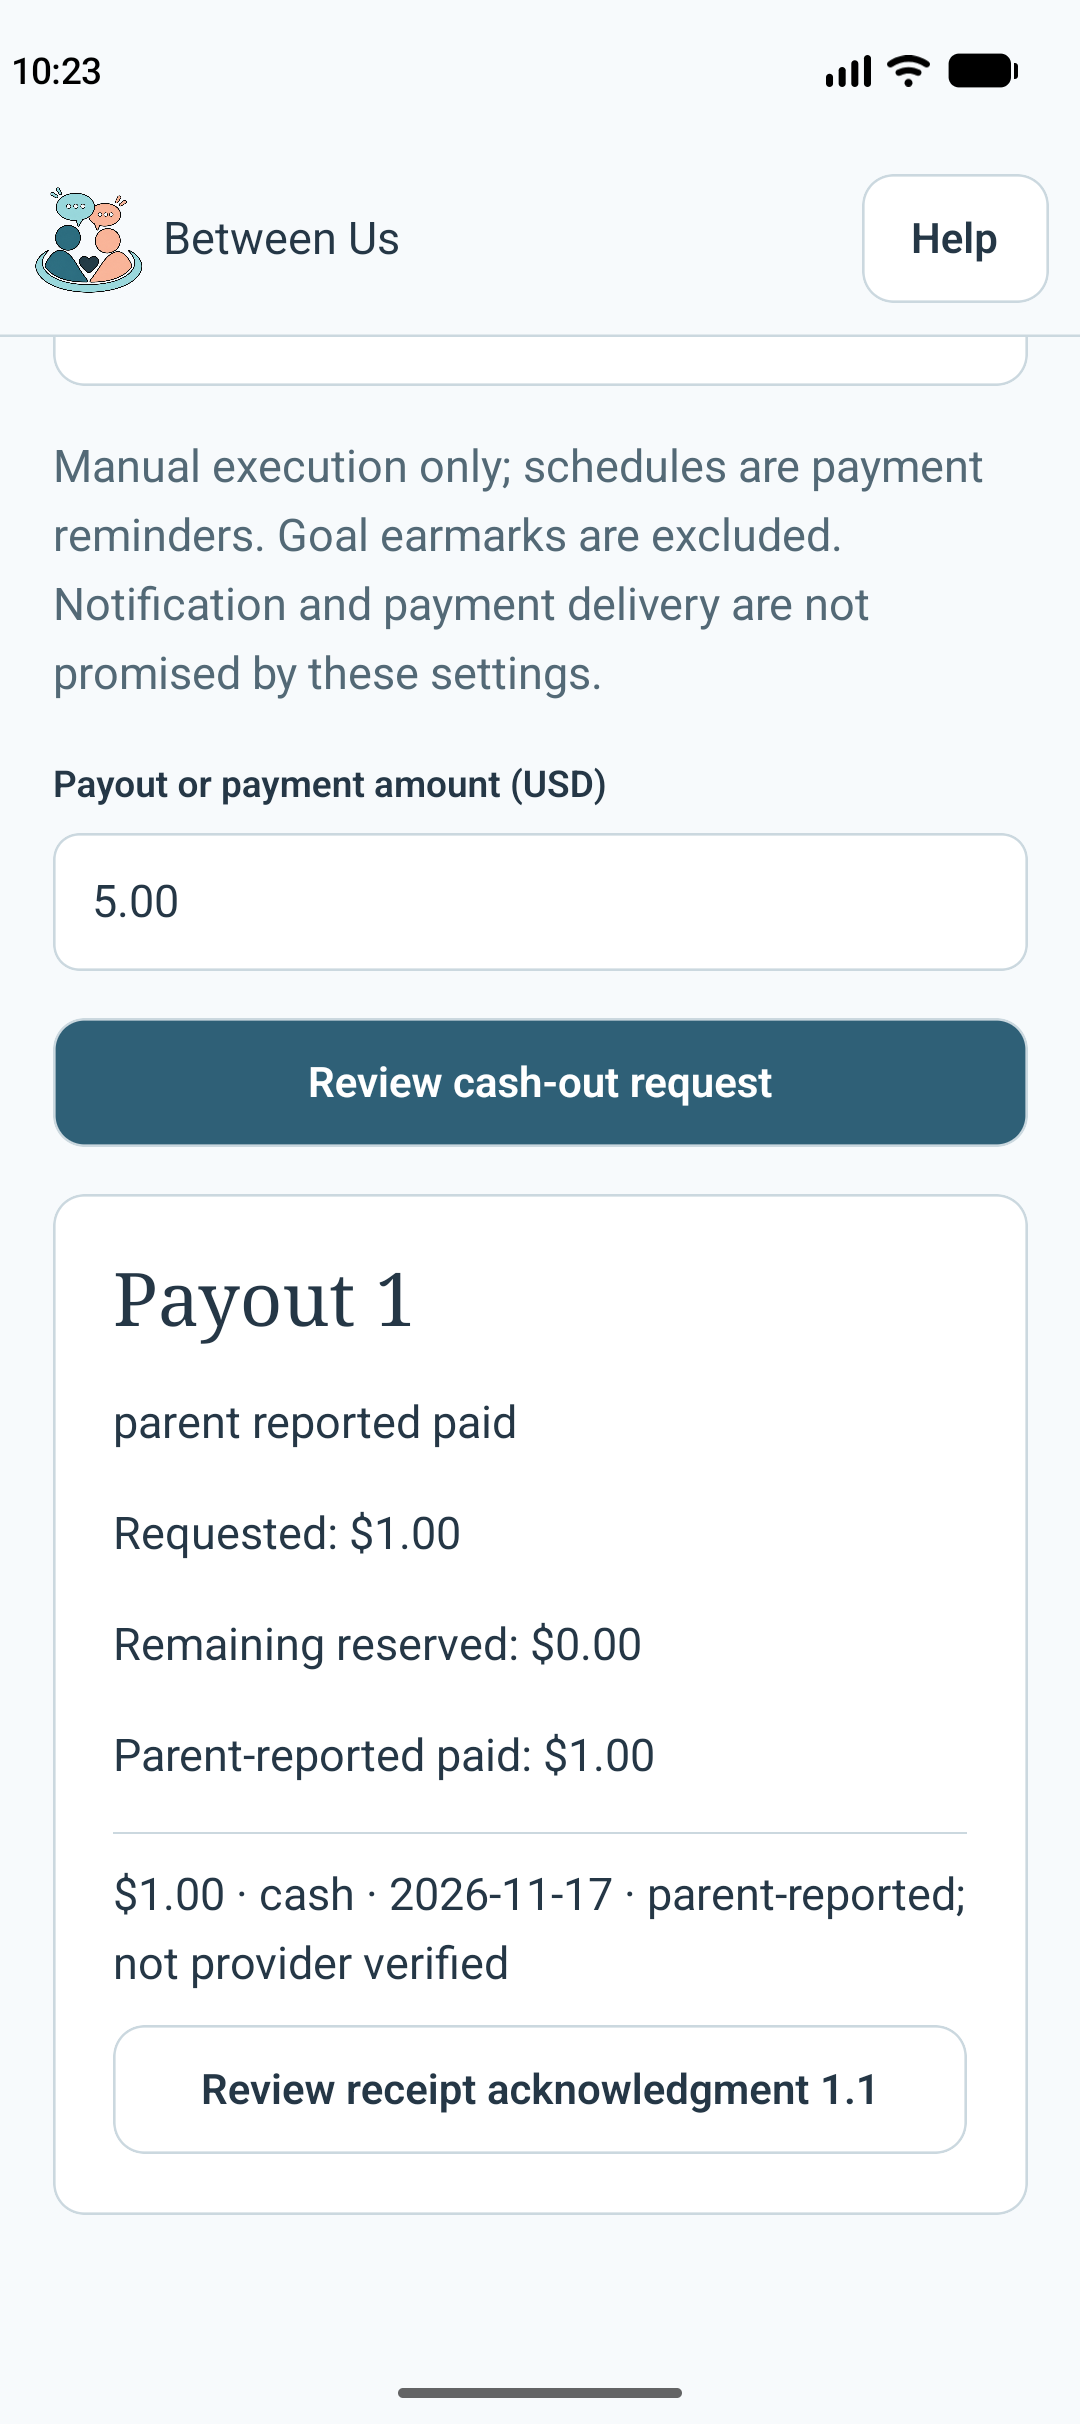 10:23
Between Us
Help
Manual execution only; schedules are payment
reminders. Goal earmarks are excluded.
Notification and payment delivery are not
promised by these settings.
Payout or payment amount (USD)
5.00
Review cash-out request
Payout 1
parent reported paid
Requested: $1.00
Remaining reserved: $0.00
Parent-reported paid: $1.00
$1.00 · cash · 2026-11-17 · parent-reported;
not provider verified
Review receipt acknowledgment 1.1